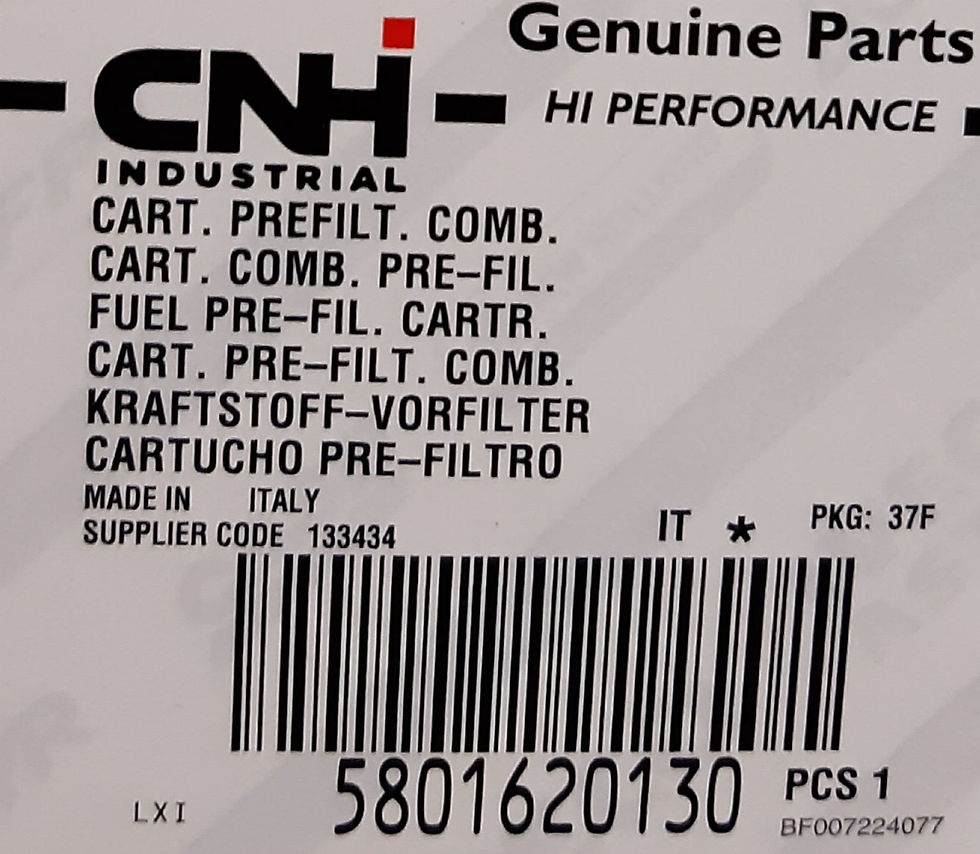 Genuine Parts
CNH
HI PERFORMANCE
INDUSTRIAL
CART. PREFILT. COMB.
CART. COMB. PRE-FIL.
FUEL PRE-FIL. CARTR.
CART. PRE-FILT. COMB.
KRAFTSTOFF-VORFILTER
CARTUCHO PRE-FILTRO
MADE IN ITALY
SUPPLIER CODE 133434
IT * PKG: 37F
5801620130
PCS 1
LXI
BF007224077